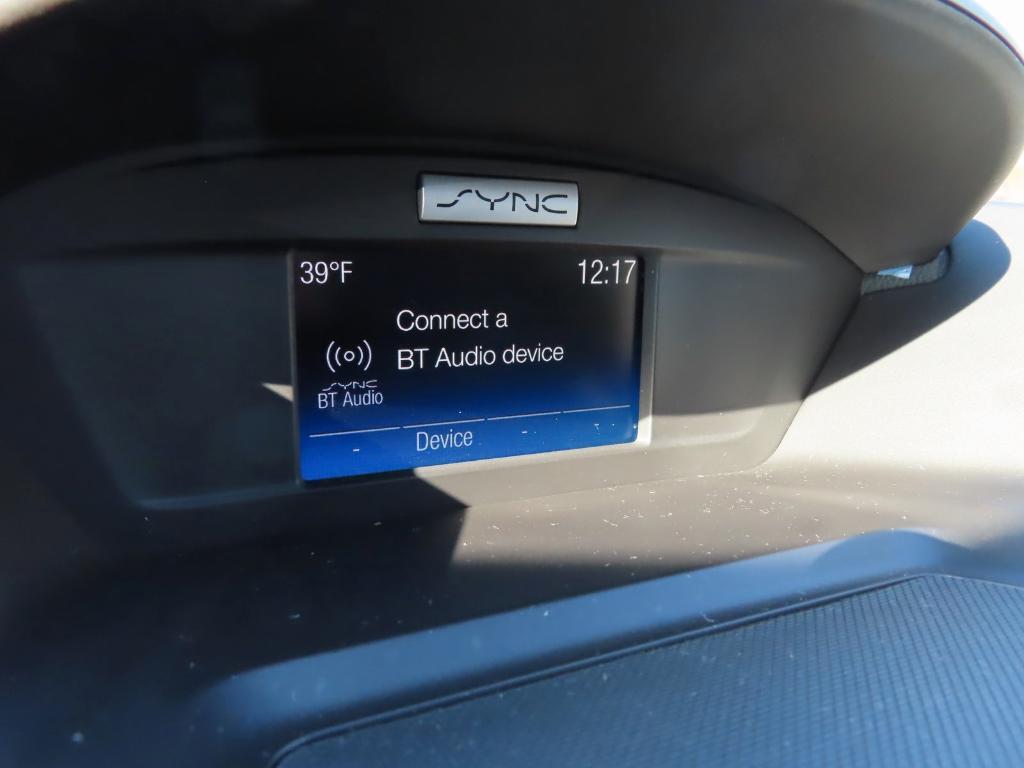 SYNC
39°F 12:17
Connect a
BT Audio device
SYNC
BT Audio
Device